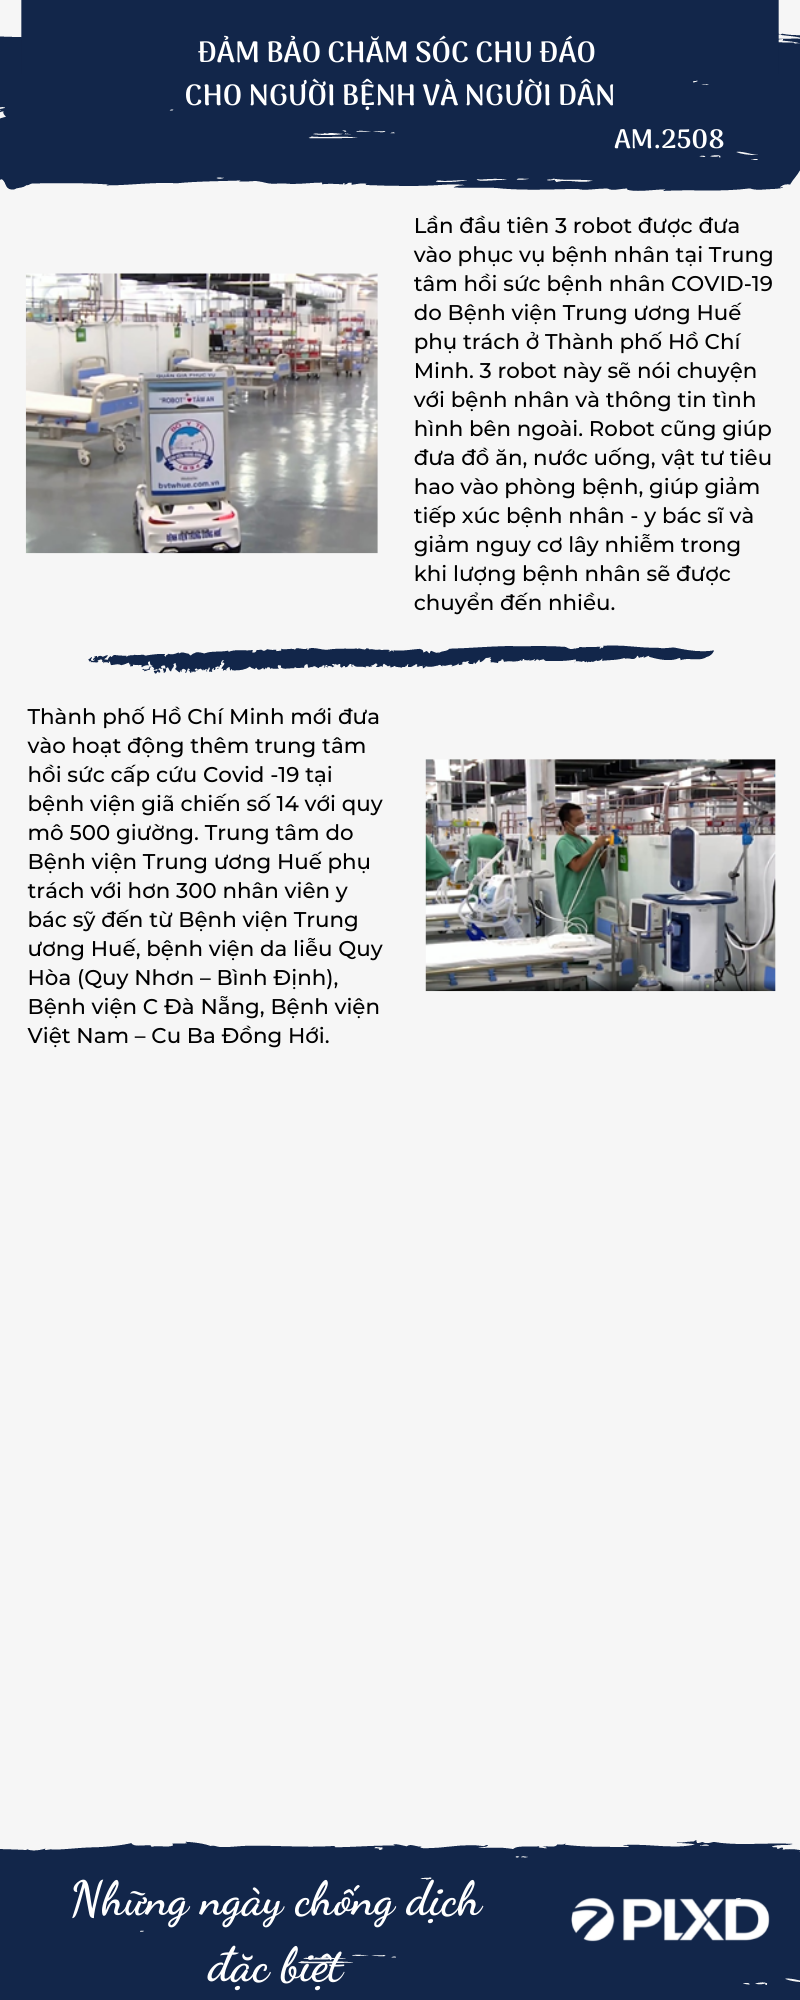 ĐẢM BẢO CHĂM SÓC CHU ĐÁO
CHO NGƯỜI BỆNH VÀ NGƯỜI DÂN
AM.2508
Lần đầu tiên 3 robot được đưa
vào phục vụ bệnh nhân tại Trung
tâm hồi sức bệnh nhân COVID-19
do Bệnh viện Trung ương Huế
phụ trách ở Thành phố Hồ Chí
Minh. 3 robot này sẽ nói chuyện
với bệnh nhân và thông tin tình
hình bên ngoài. Robot cũng giúp
đưa đồ ăn, nước uống, vật tư tiêu
hao vào phòng bệnh, giúp giảm
tiếp xúc bệnh nhân - y bác sĩ và
giảm nguy cơ lây nhiễm trong
khi lượng bệnh nhân sẽ được
chuyển đến nhiều.
"ROBOT" TÂM AN
BỘ Y TẾ
1894
bvtwhue.com.vn
BỆNH VIỆN TRUNG ƯƠNG HUẾ
Thành phố Hồ Chí Minh mới đưa
vào hoạt động thêm trung tâm
hồi sức cấp cứu Covid -19 tại
bệnh viện giã chiến số 14 với quy
mô 500 giường. Trung tâm do
Bệnh viện Trung ương Huế phụ
trách với hơn 300 nhân viên y
bác sỹ đến từ Bệnh viện Trung
ương Huế, bệnh viện da liễu Quy
Hòa (Quy Nhơn – Bình Định),
Bệnh viện C Đà Nẵng, Bệnh viện
Việt Nam – Cu Ba Đồng Hới.
Những ngày chống dịch
đặc biệt
PLXD